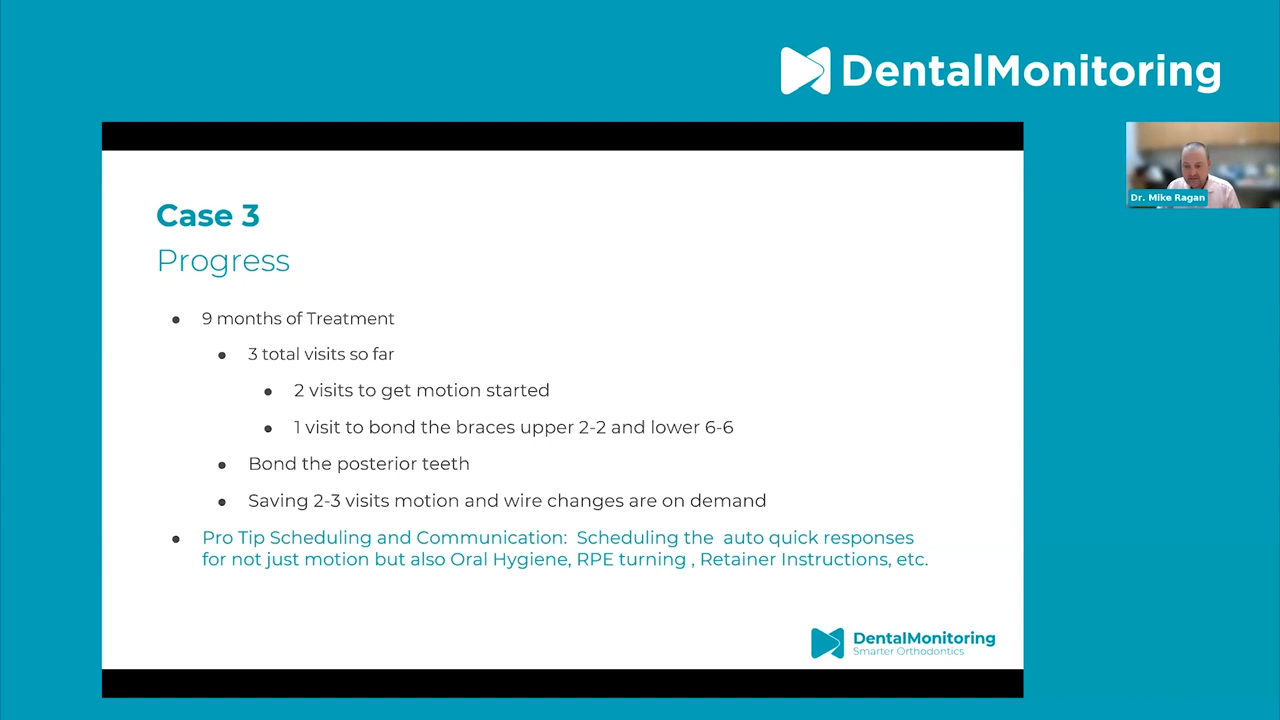 DentalMonitoring
Dr. Mike Ragan
Case 3
Progress
● 9 months of Treatment
● 3 total visits so far
● 2 visits to get motion started
● 1 visit to bond the braces upper 2-2 and lower 6-6
● Bond the posterior teeth
● Saving 2-3 visits motion and wire changes are on demand
● Pro Tip Scheduling and Communication: Scheduling the auto quick responses
for not just motion but also Oral Hygiene, RPE turning , Retainer Instructions, etc.
DentalMonitoring
Smarter Orthodontics